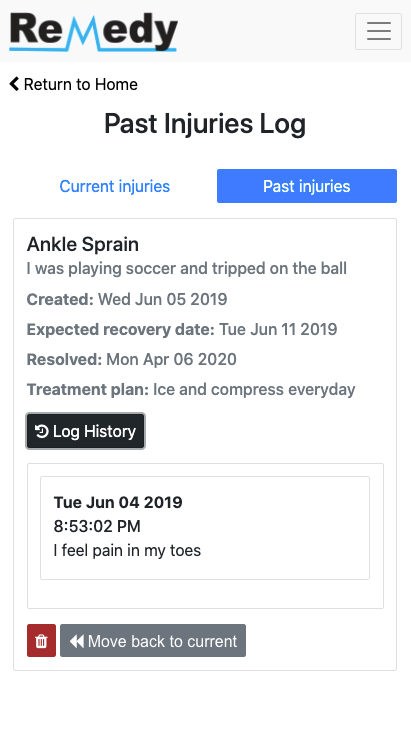 ReMedy
Return to Home
Past Injuries Log
Current injuries
Past injuries
Ankle Sprain
I was playing soccer and tripped on the ball
Created: Wed Jun 05 2019
Expected recovery date: Tue Jun 11 2019
Resolved: Mon Apr 06 2020
Treatment plan: Ice and compress everyday
Log History
Tue Jun 04 2019
8:53:02 PM
I feel pain in my toes
Move back to current